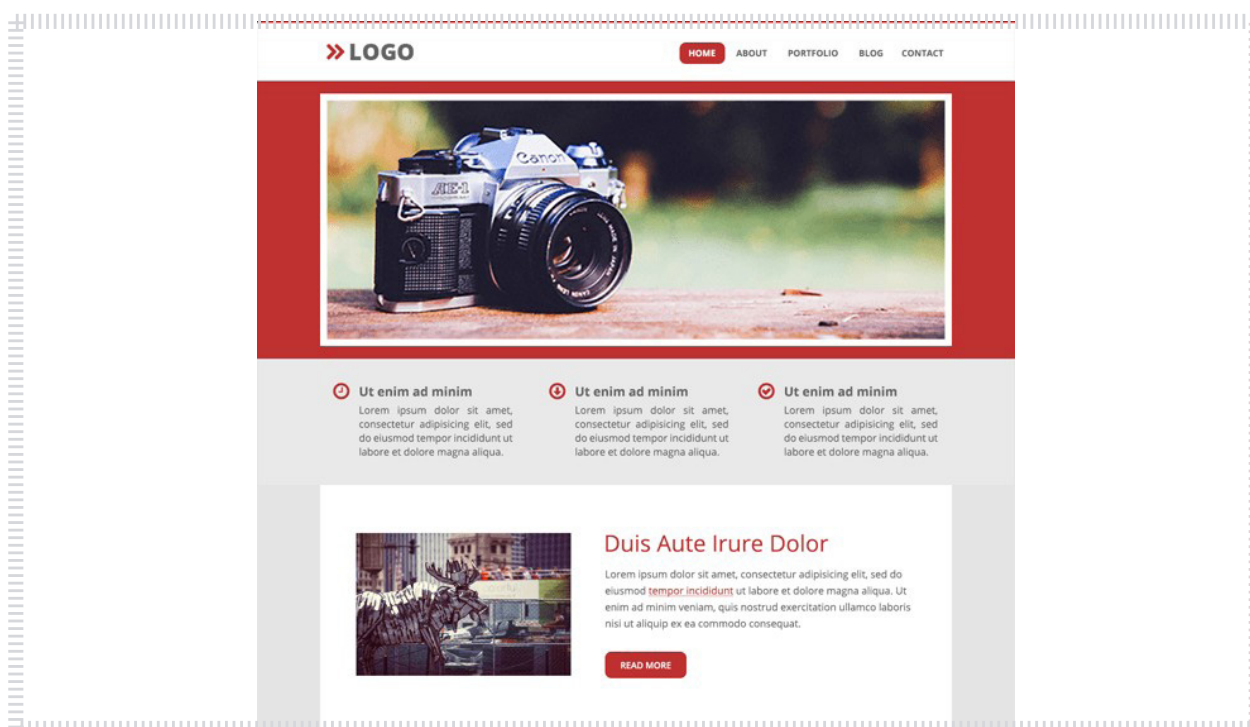 LOGO
HOME ABOUT PORTFOLIO BLOG CONTACT
Canon
AE-1
Ut enim ad minim
Lorem ipsum dolor sit amet,
consectetur adipisicing elit, sed
do eiusmod tempor incididunt ut
labore et dolore magna aliqua.
Ut enim ad minim
Lorem ipsum dolor sit amet,
consectetur adipisicing elit, sed
do eiusmod tempor incididunt ut
labore et dolore magna aliqua.
Ut enim ad minim
Lorem ipsum dolor sit amet,
consectetur adipisicing elit, sed
do eiusmod tempor incididunt ut
labore et dolore magna aliqua.
Duis Aute Irure Dolor
Lorem ipsum dolor sit amet, consectetur adipisicing elit, sed do
eiusmod tempor incididunt ut labore et dolore magna aliqua. Ut
enim ad minim veniam, quis nostrud exercitation ullamco laboris
nisi ut aliquip ex ea commodo consequat.
READ MORE